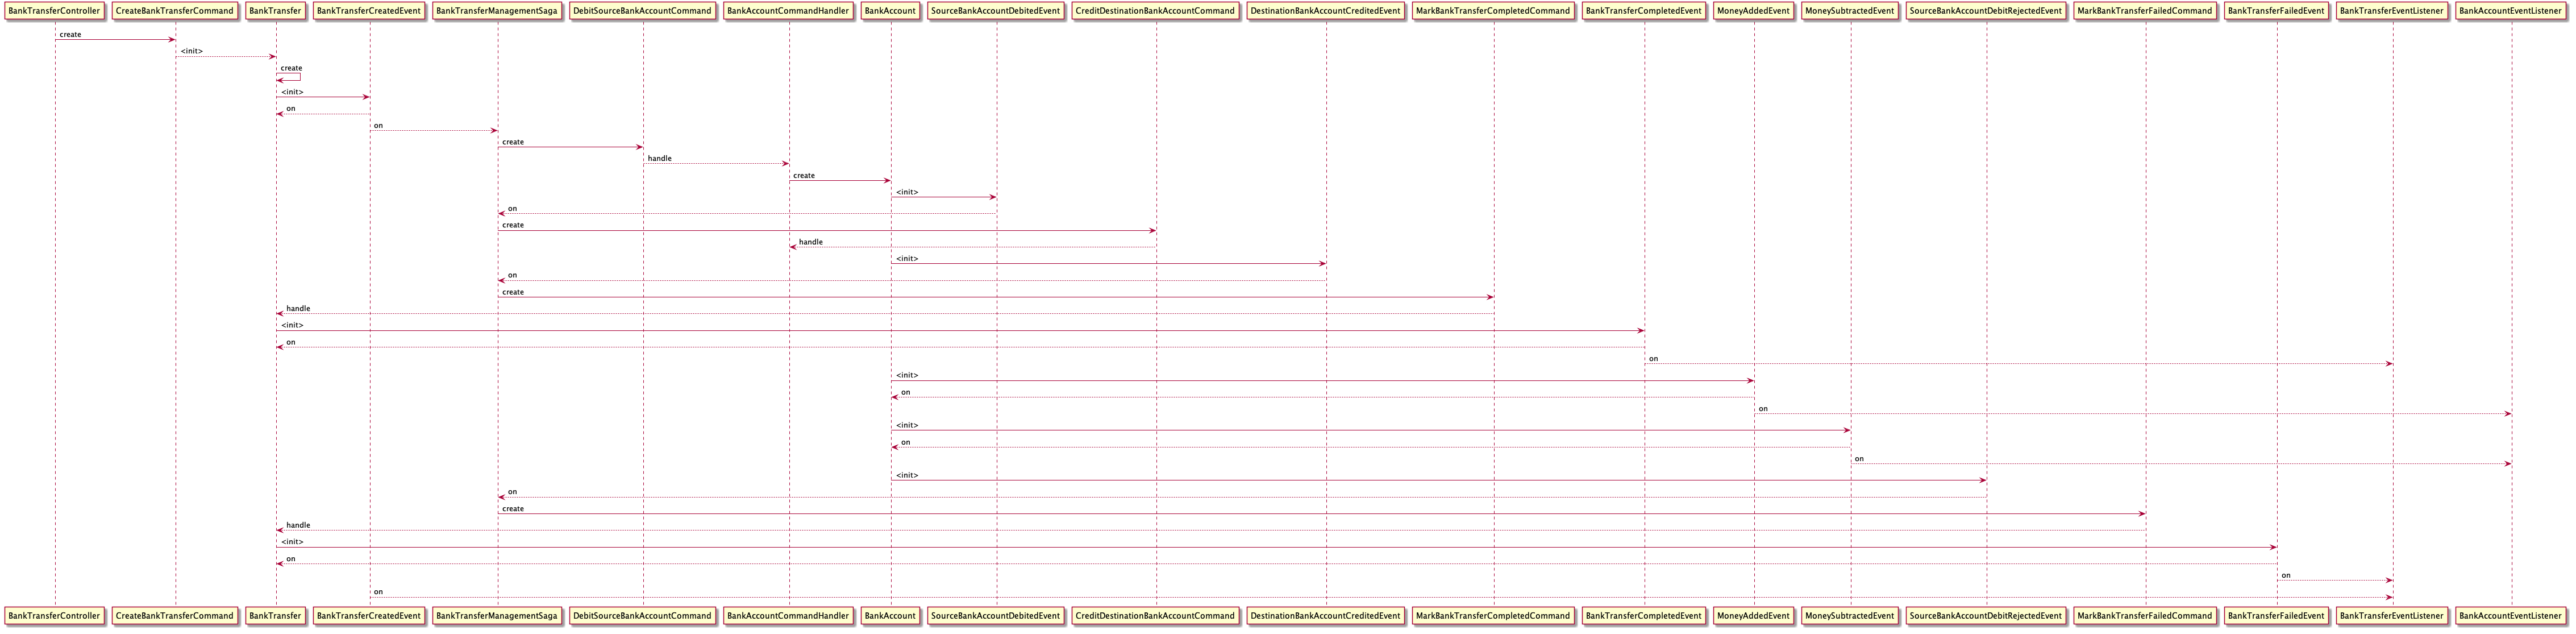 BankTransferController CreateBankTransferCommand BankTransfer BankTransferCreatedEvent BankTransferManagementSaga DebitSourceBankAccountCommand BankAccountCommandHandler BankAccount SourceBankAccountDebitedEvent CreditDestinationBankAccountCommand DestinationBankAccountCreditedEvent MarkBankTransferCompletedCommand BankTransferCompletedEvent MoneyAddedEvent MoneySubtractedEvent SourceBankAccountDebitRejectedEvent MarkBankTransferFailedCommand BankTransferFailedEvent BankTransferEventListener BankAccountEventListener
create
<init>
create
<init>
on
on
create
handle
create
<init>
on
create
handle
<init>
on
create
handle
<init>
on
on
<init>
on
on
<init>
on
on
<init>
on
create
handle
<init>
on
on
on
BankTransferController CreateBankTransferCommand BankTransfer BankTransferCreatedEvent BankTransferManagementSaga DebitSourceBankAccountCommand BankAccountCommandHandler BankAccount SourceBankAccountDebitedEvent CreditDestinationBankAccountCommand DestinationBankAccountCreditedEvent MarkBankTransferCompletedCommand BankTransferCompletedEvent MoneyAddedEvent MoneySubtractedEvent SourceBankAccountDebitRejectedEvent MarkBankTransferFailedCommand BankTransferFailedEvent BankTransferEventListener BankAccountEventListener